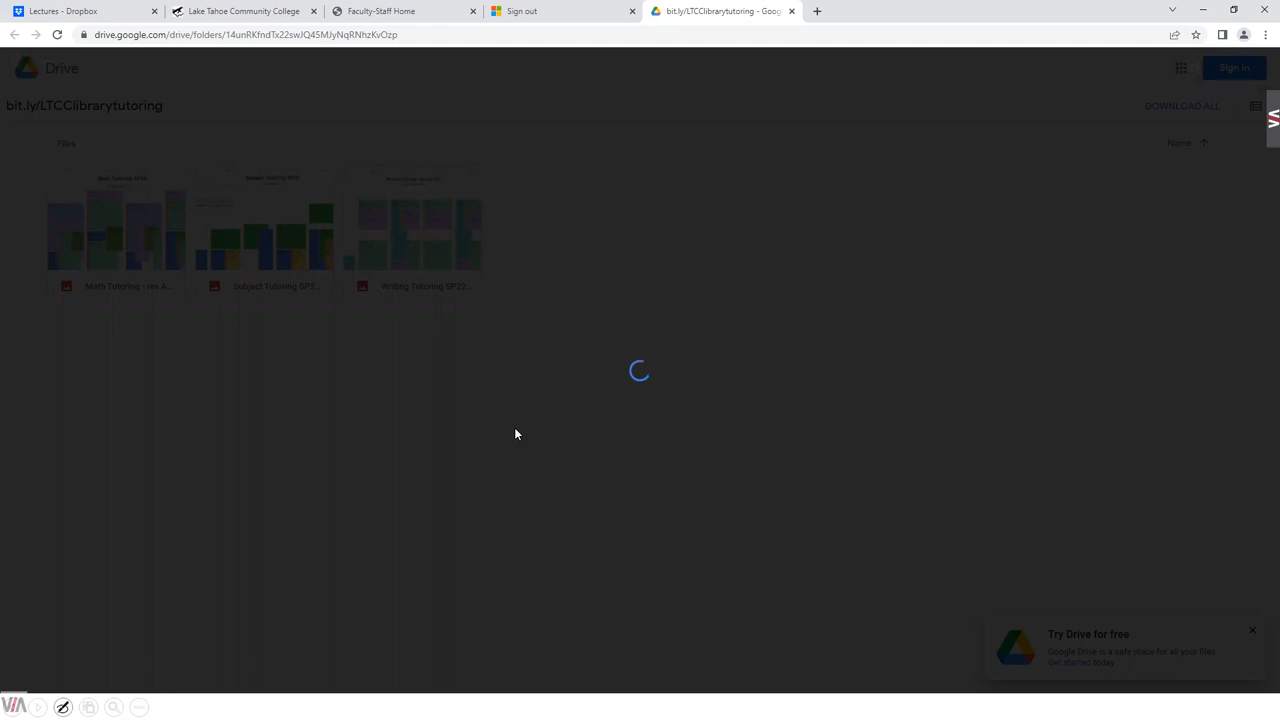 Lectures - Dropbox
Lake Tahoe Community College
Faculty-Staff Home
Sign out
bit.ly/LTCClibrarytutoring - Goog
drive.google.com/drive/folders/14unRKfndTx22swJQ45MJyNqRNhzKvOzp
Drive
Sign in
bit.ly/LTCClibrarytutoring
DOWNLOAD ALL
Files
Name
Math Tutoring - rev A...
Subject Tutoring SP2...
Writing Tutoring SP22...
Try Drive for free
Google Drive is a safe place for all your files
Get started today
VIA